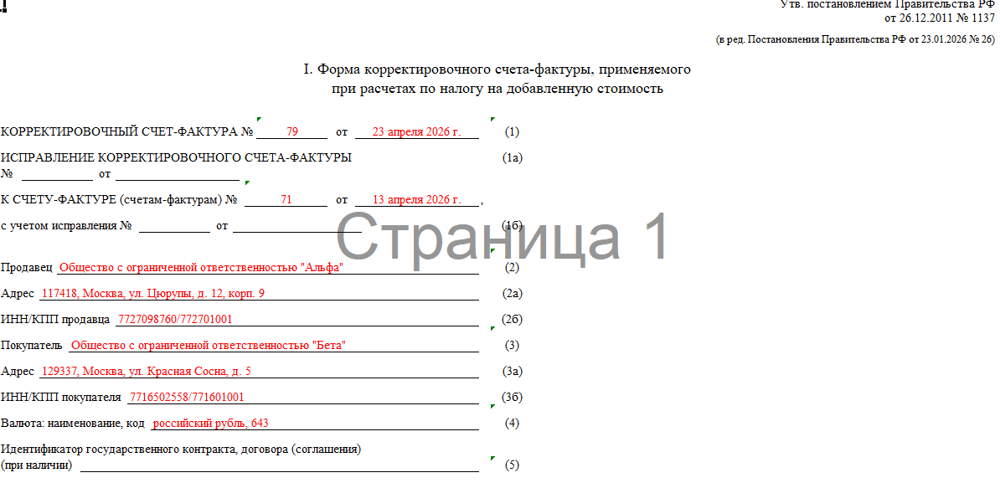 Утв. постановлением Правительства РФ
от 26.12.2011 № 1137
(в ред. Постановления Правительства РФ от 23.01.2026 № 26)
I. Форма корректировочного счета-фактуры, применяемого
при расчетах по налогу на добавленную стоимость
КОРРЕКТИРОВОЧНЫЙ СЧЕТ-ФАКТУРА № 79 от 23 апреля 2026 г. (1)
ИСПРАВЛЕНИЕ КОРРЕКТИРОВОЧНОГО СЧЕТА-ФАКТУРЫ (1а)
№ от
К СЧЕТУ-ФАКТУРЕ (счетам-фактурам) № 71 от 13 апреля 2026 г. ,
с учетом исправления № от (1б)
Страница 1
Продавец Общество с ограниченной ответственностью "Альфа" (2)
Адрес 117418, Москва, ул. Цюрупы, д. 12, корп. 9 (2а)
ИНН/КПП продавца 7727098760/772701001 (2б)
Покупатель Общество с ограниченной ответственностью "Бета" (3)
Адрес 129337, Москва, ул. Красная Сосна, д. 5 (3а)
ИНН/КПП покупателя 7716502558/771601001 (3б)
Валюта: наименование, код российский рубль, 643 (4)
Идентификатор государственного контракта, договора (соглашения)
(при наличии) (5)